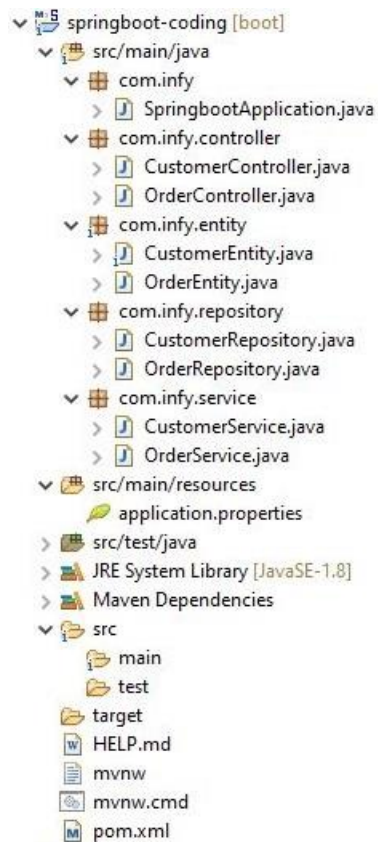 springboot-coding [boot]
src/main/java
com.infy
SpringbootApplication.java
com.infy.controller
CustomerController.java
OrderController.java
com.infy.entity
CustomerEntity.java
OrderEntity.java
com.infy.repository
CustomerRepository.java
OrderRepository.java
com.infy.service
CustomerService.java
OrderService.java
src/main/resources
application.properties
src/test/java
JRE System Library [JavaSE-1.8]
Maven Dependencies
src
main
test
target
HELP.md
mvnw
mvnw.cmd
pom.xml